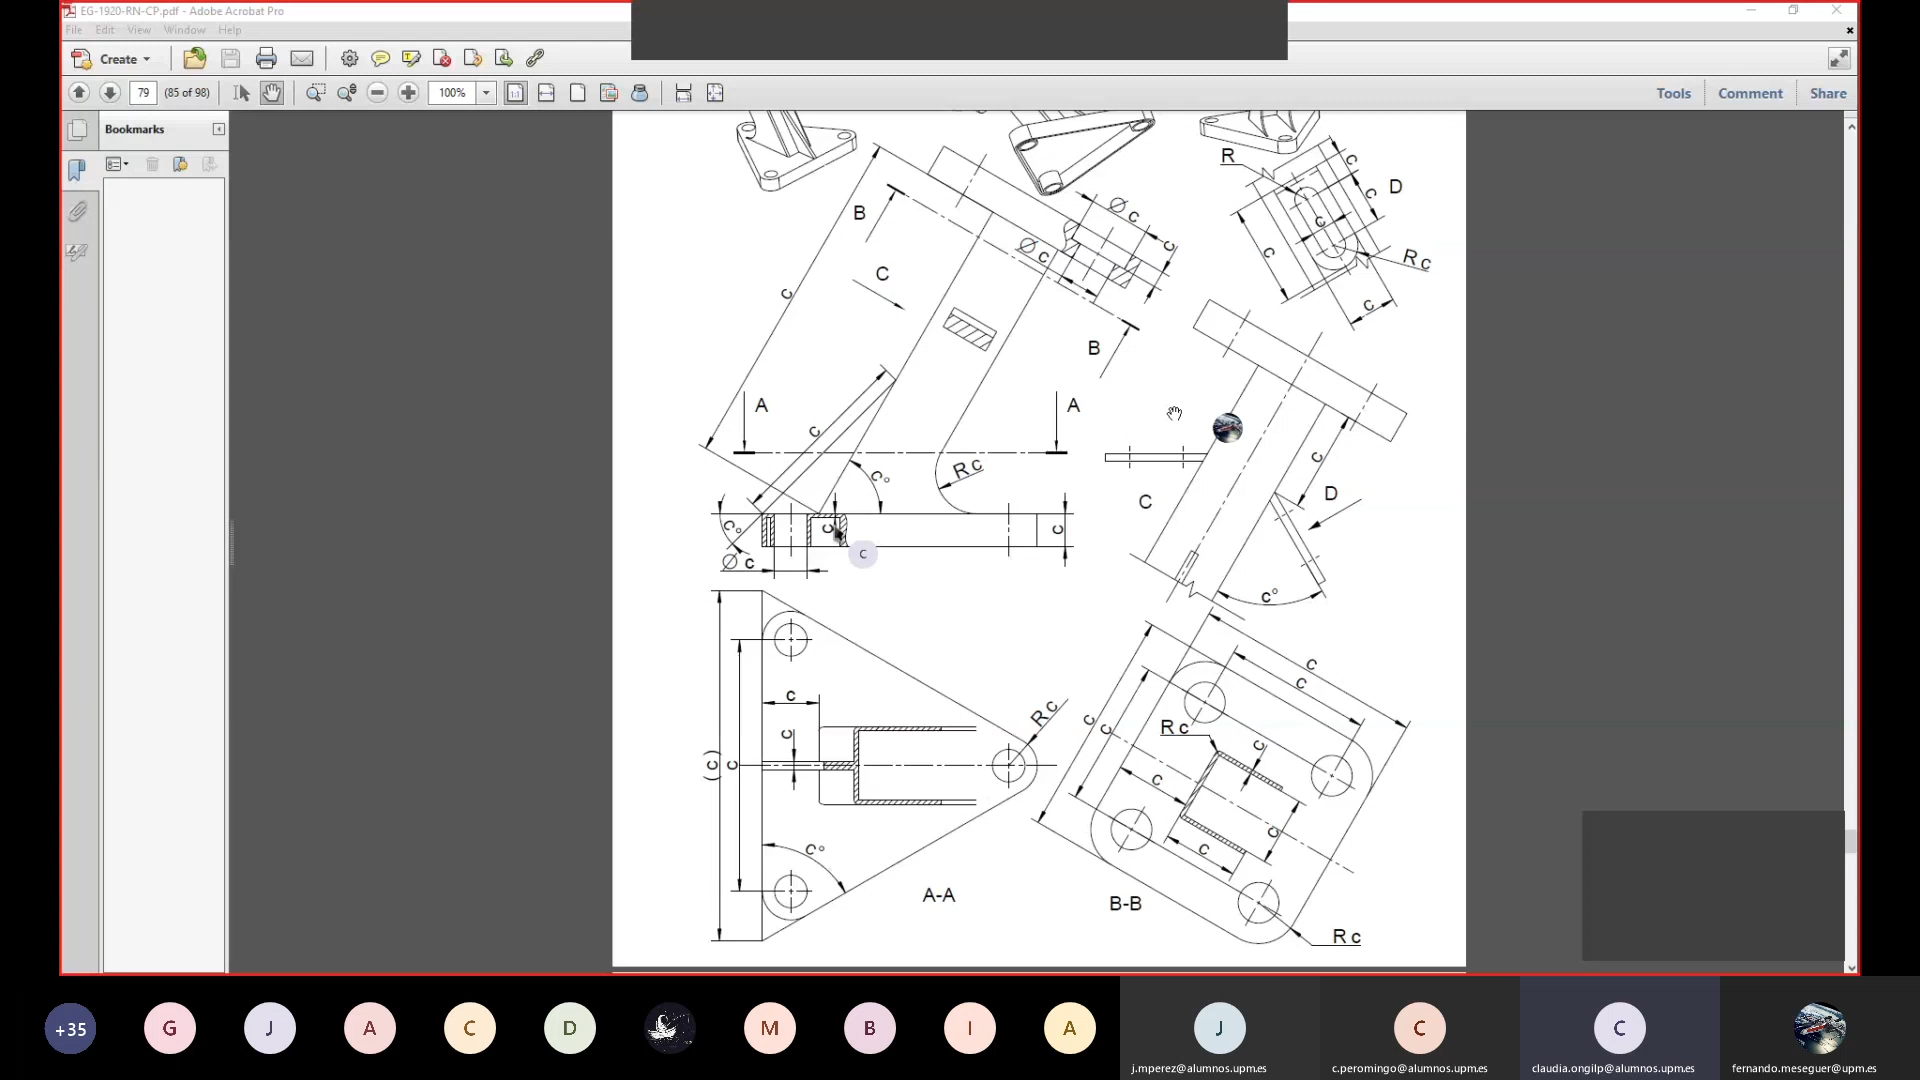 EG-1920-RN-CP.pdf - Adobe Acrobat Pro
File Edit View Window Help
Create
79 (85 of 98) 100% Tools Comment Share
Bookmarks
R c D
B Ø c c
c
Ø c c c
C c R c
c
c
B
A A
c c
R c D
c° C
c° c c
Ø c C
c°
c
c
c
R c
c R c c
c c
c
(c) c c
c
c
c°
A-A B-B
R c
+35 G J A C D M B I A J C C
j.mperez@alumnos.upm.es c.peromingo@alumnos.upm.es claudia.ongilp@alumnos.upm.es fernando.meseguer@upm.es